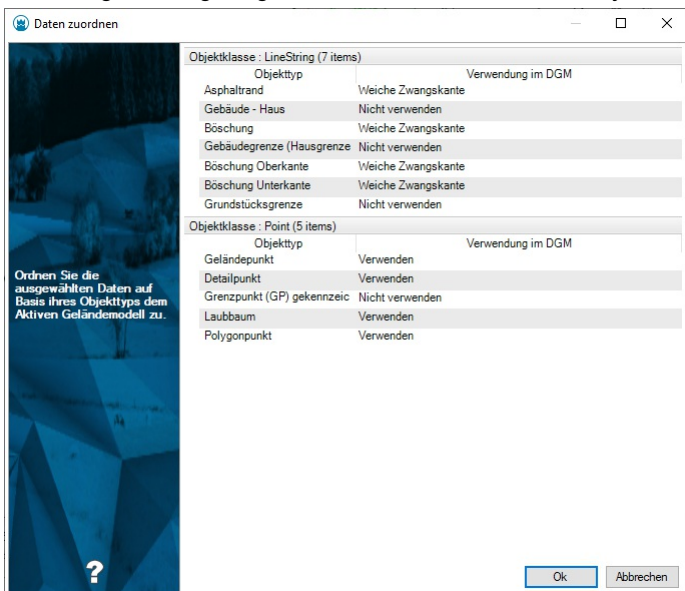 Daten zuordnen
Objektklasse : LineString (7 items)
Objekttyp Verwendung im DGM
Asphaltrand Weiche Zwangskante
Gebäude - Haus Nicht verwenden
Böschung Weiche Zwangskante
Gebäudegrenze (Hausgrenze Nicht verwenden
Böschung Oberkante Weiche Zwangskante
Böschung Unterkante Weiche Zwangskante
Grundstücksgrenze Nicht verwenden
Objektklasse : Point (5 items)
Objekttyp Verwendung im DGM
Geländepunkt Verwenden
Detailpunkt Verwenden
Grenzpunkt (GP) gekennzeic Nicht verwenden
Laubbaum Verwenden
Polygonpunkt Verwenden
Ordnen Sie die
ausgewählten Daten auf
Basis ihres Objekttyps dem
Aktiven Geländemodell zu.
?
Ok Abbrechen